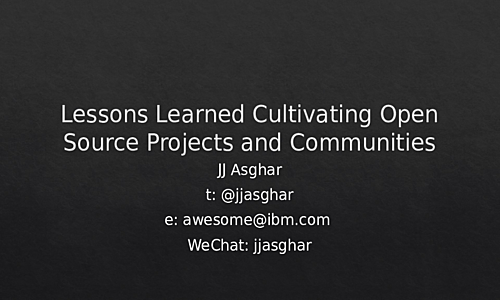 Lessons Learned Cultivating Open
Source Projects and Communities
JJ Asghar
t: @jjasghar
e: awesome@ibm.com
WeChat: jjasghar